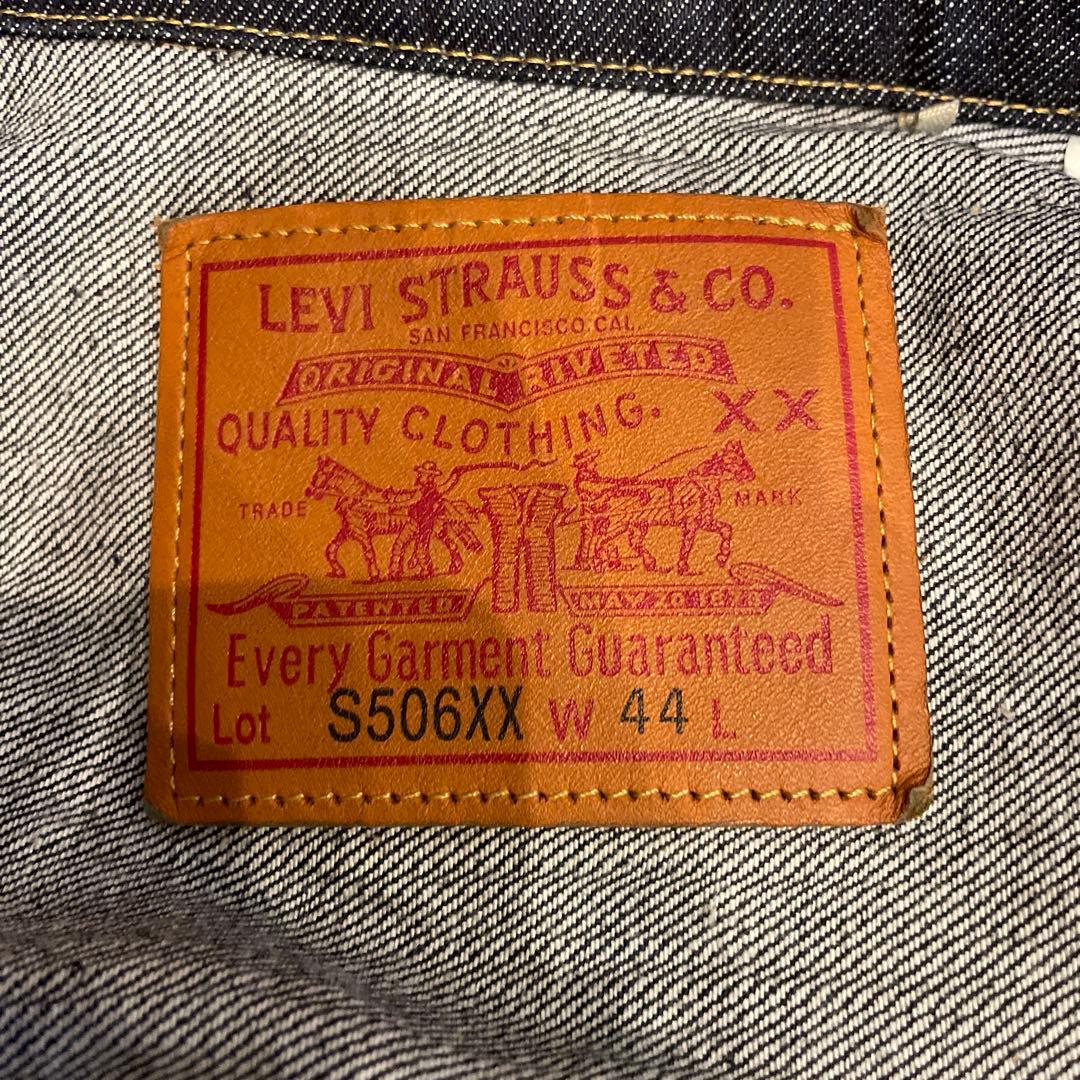 LEVI STRAUSS & CO.
SAN FRANCISCO CAL.
ORIGINAL RIVETED
QUALITY CLOTHING. XX
TRADE MARK
PATENTED MAY 20 1873
Every Garment Guaranteed
Lot S506XX W 44 L